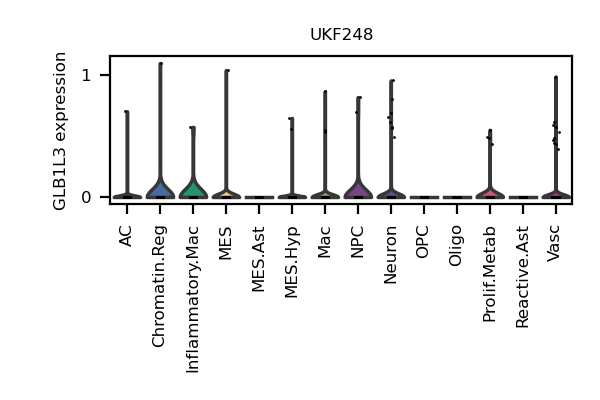 UKF248
GLB1L3 expression
1
0
AC
Chromatin.Reg
Inflammatory.Mac
MES
MES.Ast
MES.Hyp
Mac
NPC
Neuron
OPC
Oligo
Prolif.Metab
Reactive.Ast
Vasc